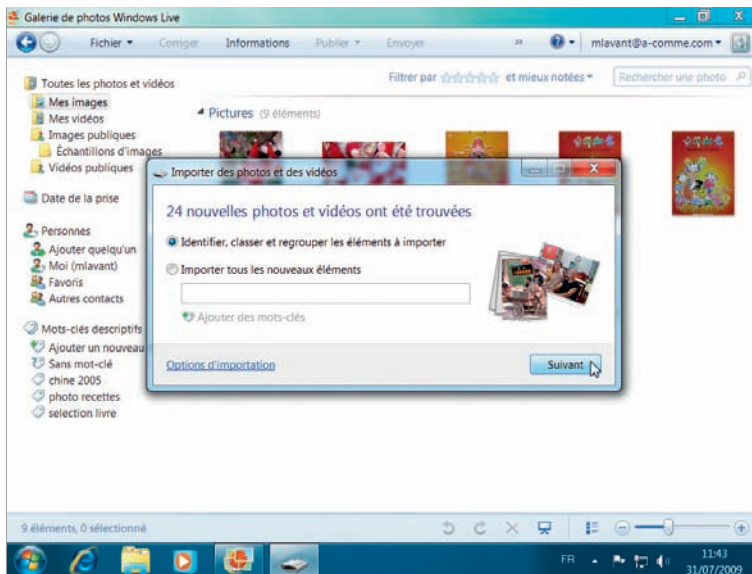 Galerie de photos Windows Live
Fichier
Corriger
Informations
Publier
Envoyer
»
mlavant@a-comme.com
Toutes les photos et vidéos
Mes images
Mes vidéos
Images publiques
Échantillons d'images
Vidéos publiques
Date de la prise
Personnes
Ajouter quelqu'un
Moi (mlavant)
Favoris
Autres contacts
Mots-clés descriptifs
Ajouter un nouveau
Sans mot-clé
chine 2005
photo recettes
selection livre
Filtrer par et mieux notées
Rechercher une photo
Pictures (9 éléments)
Importer des photos et des vidéos
24 nouvelles photos et vidéos ont été trouvées
Identifier, classer et regrouper les éléments à importer
Importer tous les nouveaux éléments
Ajouter des mots-clés
Options d'importation
Suivant
9 éléments, 0 sélectionné
FR
11:43
31/07/2009